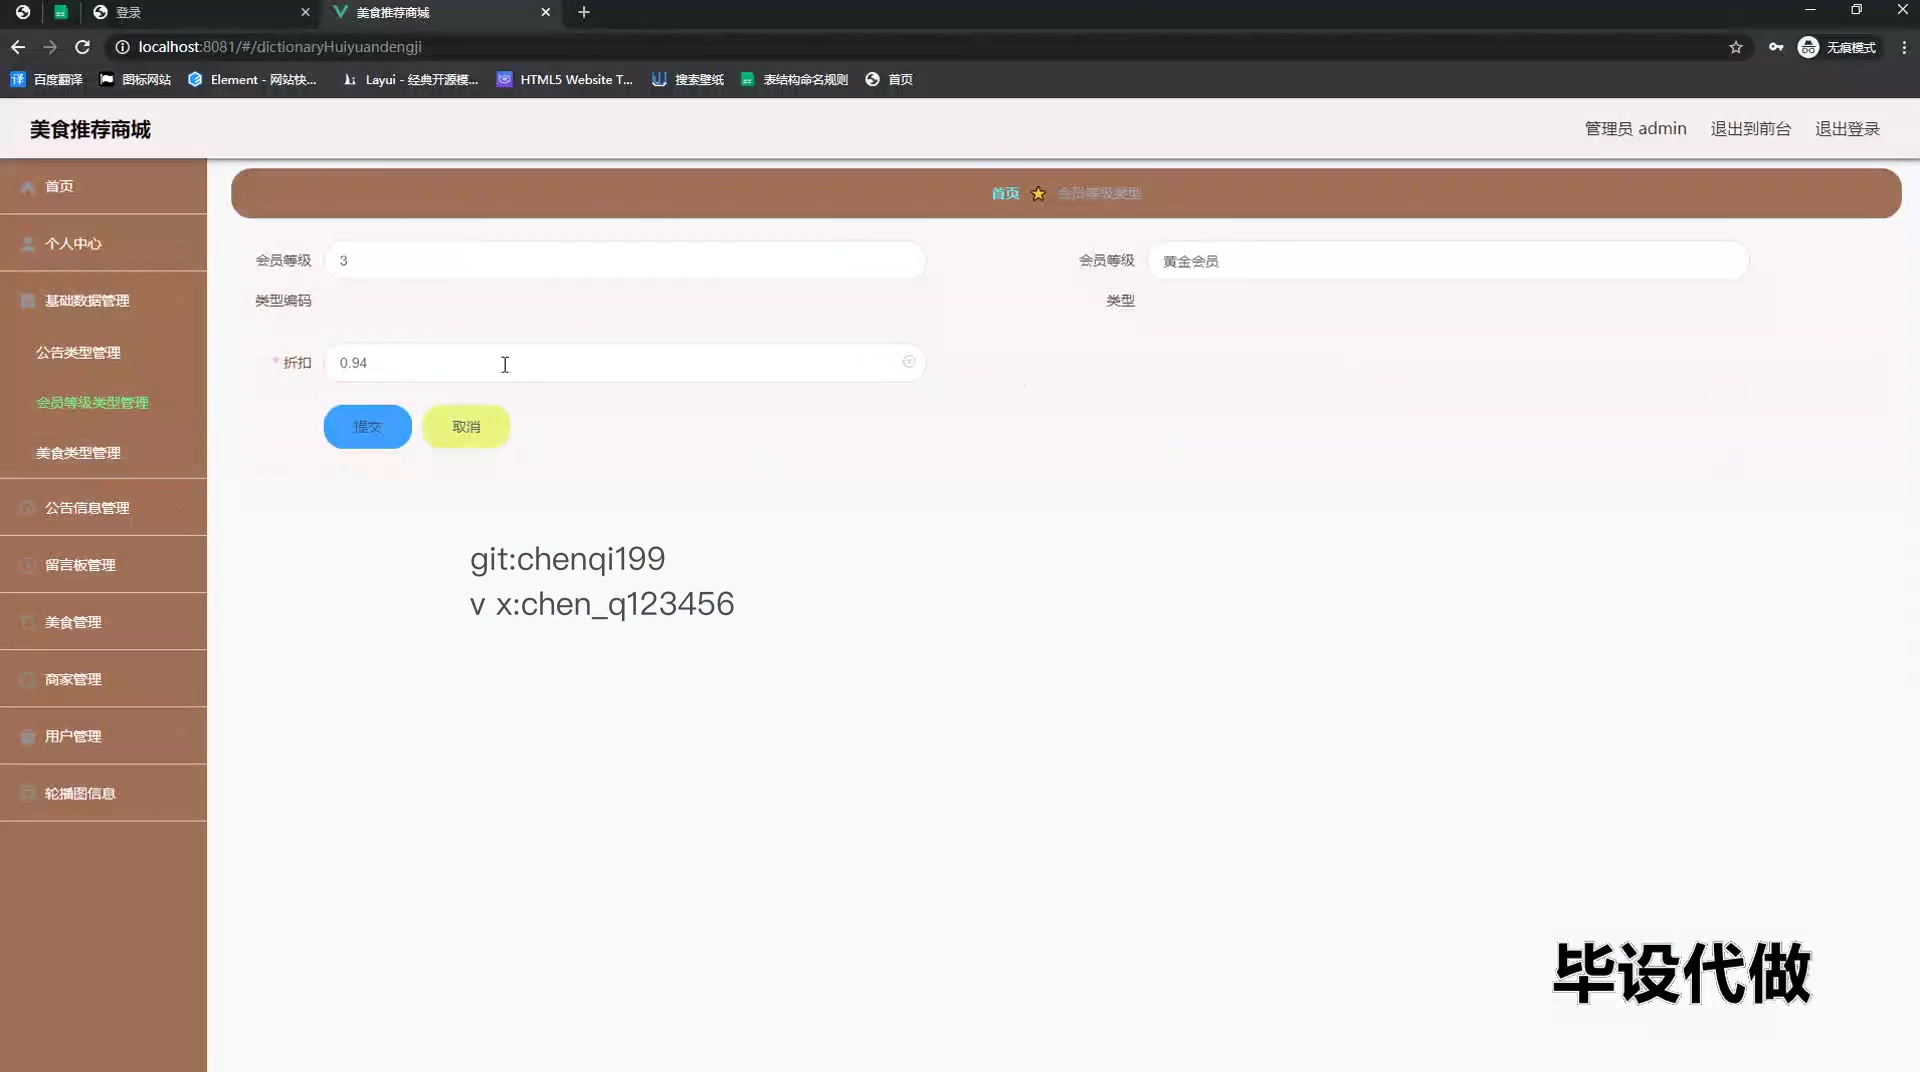 登录
美食推荐商城
localhost:8081/#/dictionaryHuiyuandengji
无痕模式
百度翻译
图标网站
Element - 网站快...
Layui - 经典开源模...
HTML5 Website T...
搜索壁纸
表结构命名规则
首页
美食推荐商城
管理员 admin
退出到前台
退出登录
首页
个人中心
基础数据管理
公告类型管理
会员等级类型管理
美食类型管理
公告信息管理
留言板管理
美食管理
商家管理
用户管理
轮播图信息
首页
会员等级类型
会员等级
类型编码
3
会员等级
类型
黄金会员
* 折扣
0.94
提交
取消
git:chenqi199
v x:chen_q123456
毕设代做